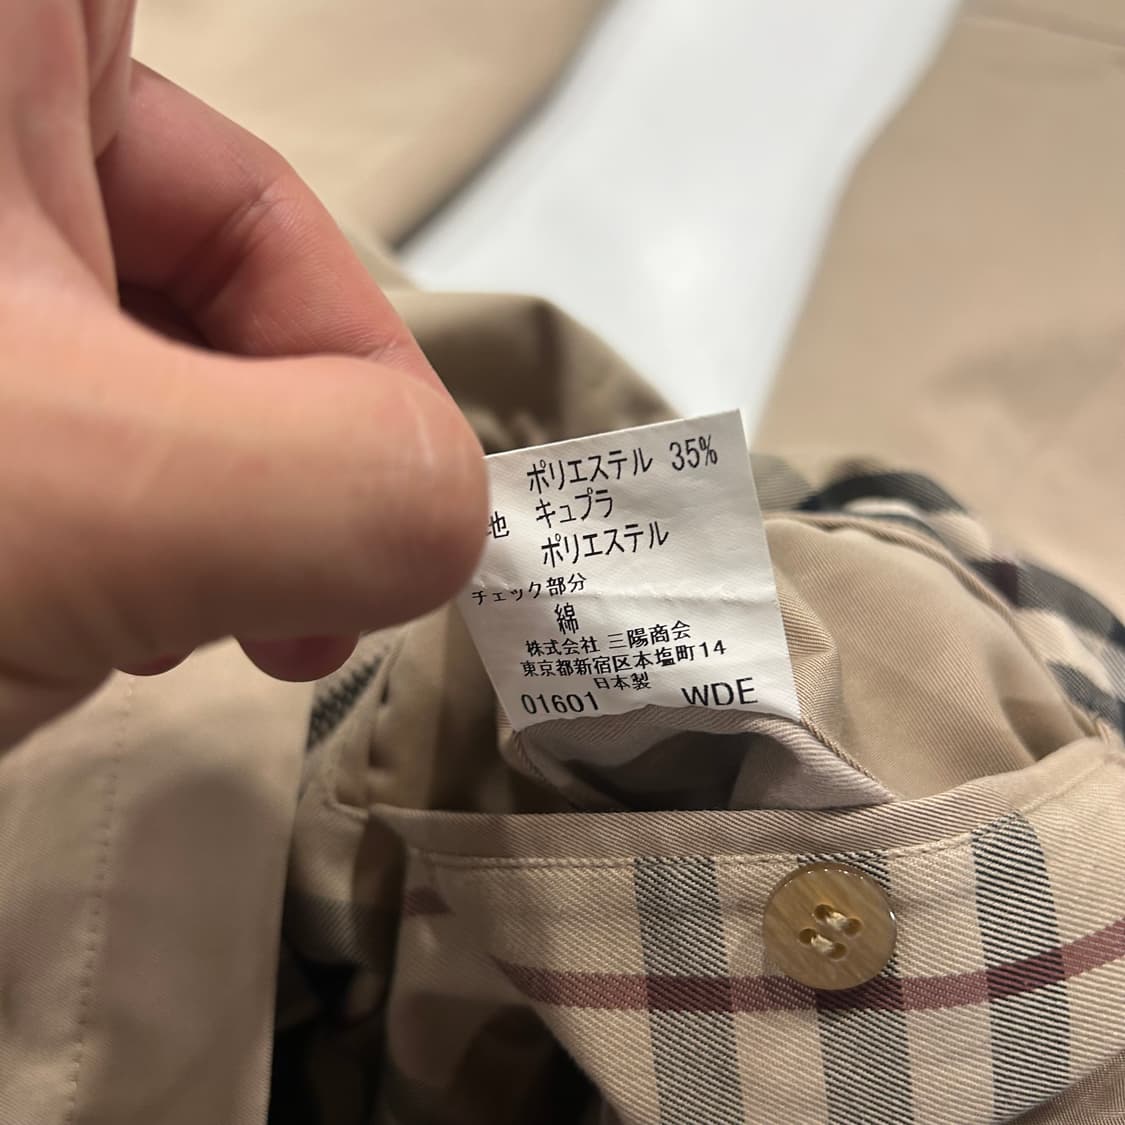 ポリエステル 35%
地 キュプラ
ポリエステル
チェック部分
綿
株式会社 三陽商会
東京都新宿区本塩町14
日本製
01601 WDE